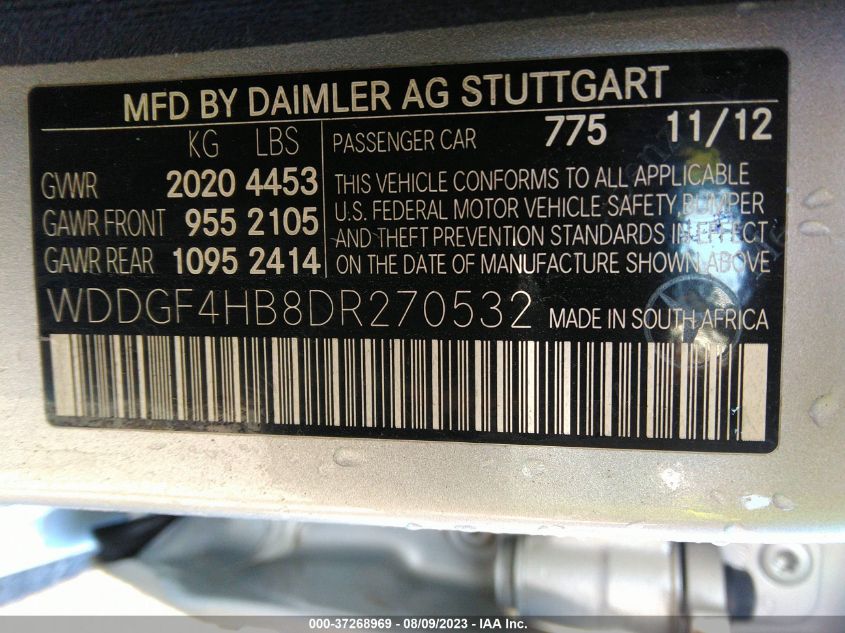 MFD BY DAIMLER AG STUTTGART
KG LBS
GVWR 2020 4453
GAWR FRONT 955 2105
GAWR REAR 1095 2414
PASSENGER CAR 775 11/12
THIS VEHICLE CONFORMS TO ALL APPLICABLE
U.S. FEDERAL MOTOR VEHICLE SAFETY BUMPER
AND THEFT PREVENTION STANDARDS IN EFFECT
ON THE DATE OF MANUFACTURE SHOWN ABOVE
WDDGF4HB8DR270532 MADE IN SOUTH AFRICA
000-37268969 - 08/09/2023 - IAA Inc.